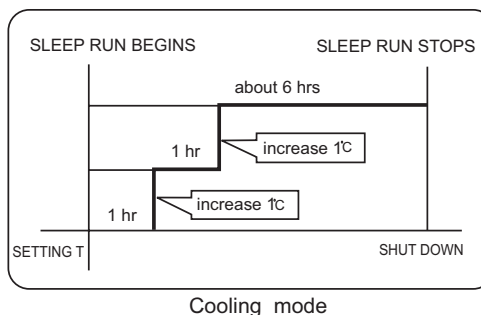 SLEEP RUN BEGINS SLEEP RUN STOPS
about 6 hrs
1 hr
increase 1℃
1 hr
increase 1℃
SETTING T
SHUT DOWN
Cooling mode